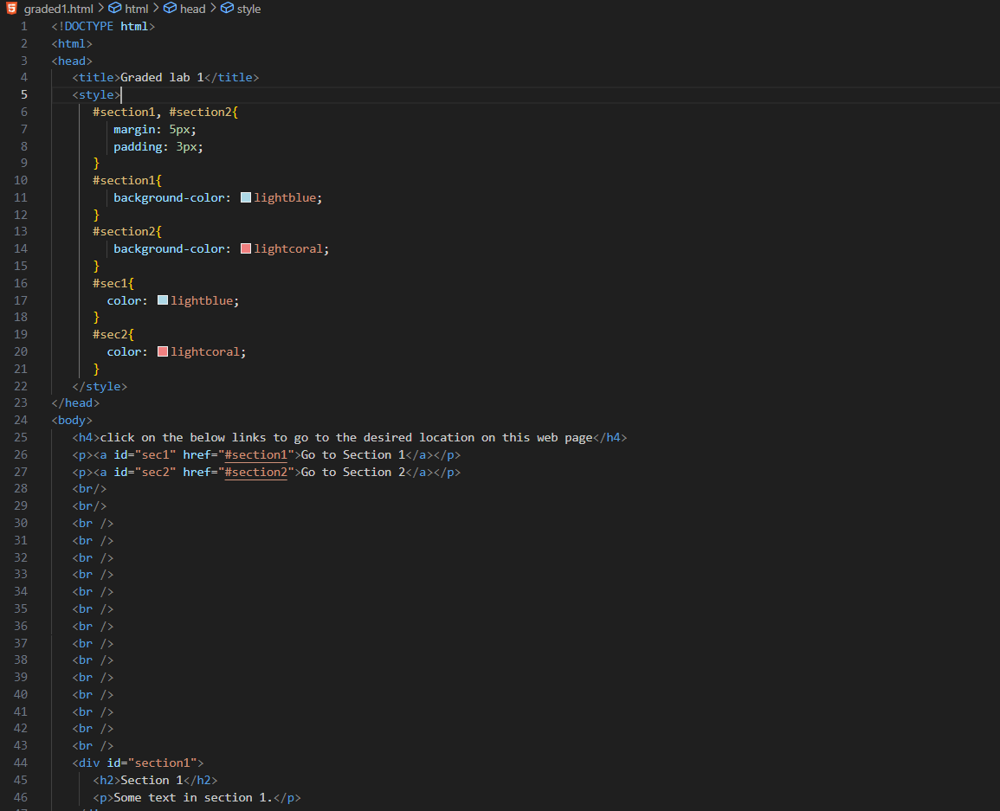 graded1.html > html > head > style
1 <!DOCTYPE html>
2 <html>
3 <head>
4 <title>Graded lab 1</title>
5 <style>
6 #section1, #section2{
7 margin: 5px;
8 padding: 3px;
9 }
10 #section1{
11 background-color: lightblue;
12 }
13 #section2{
14 background-color: lightcoral;
15 }
16 #sec1{
17 color: lightblue;
18 }
19 #sec2{
20 color: lightcoral;
21 }
22 </style>
23 </head>
24 <body>
25 <h4>click on the below links to go to the desired location on this web page</h4>
26 <p><a id="sec1" href="#section1">Go to Section 1</a></p>
27 <p><a id="sec2" href="#section2">Go to Section 2</a></p>
28 <br/>
29 <br/>
30 <br />
31 <br />
32 <br />
33 <br />
34 <br />
35 <br />
36 <br />
37 <br />
38 <br />
39 <br />
40 <br />
41 <br />
42 <br />
43 <br />
44 <div id="section1">
45 <h2>Section 1</h2>
46 <p>Some text in section 1.</p>